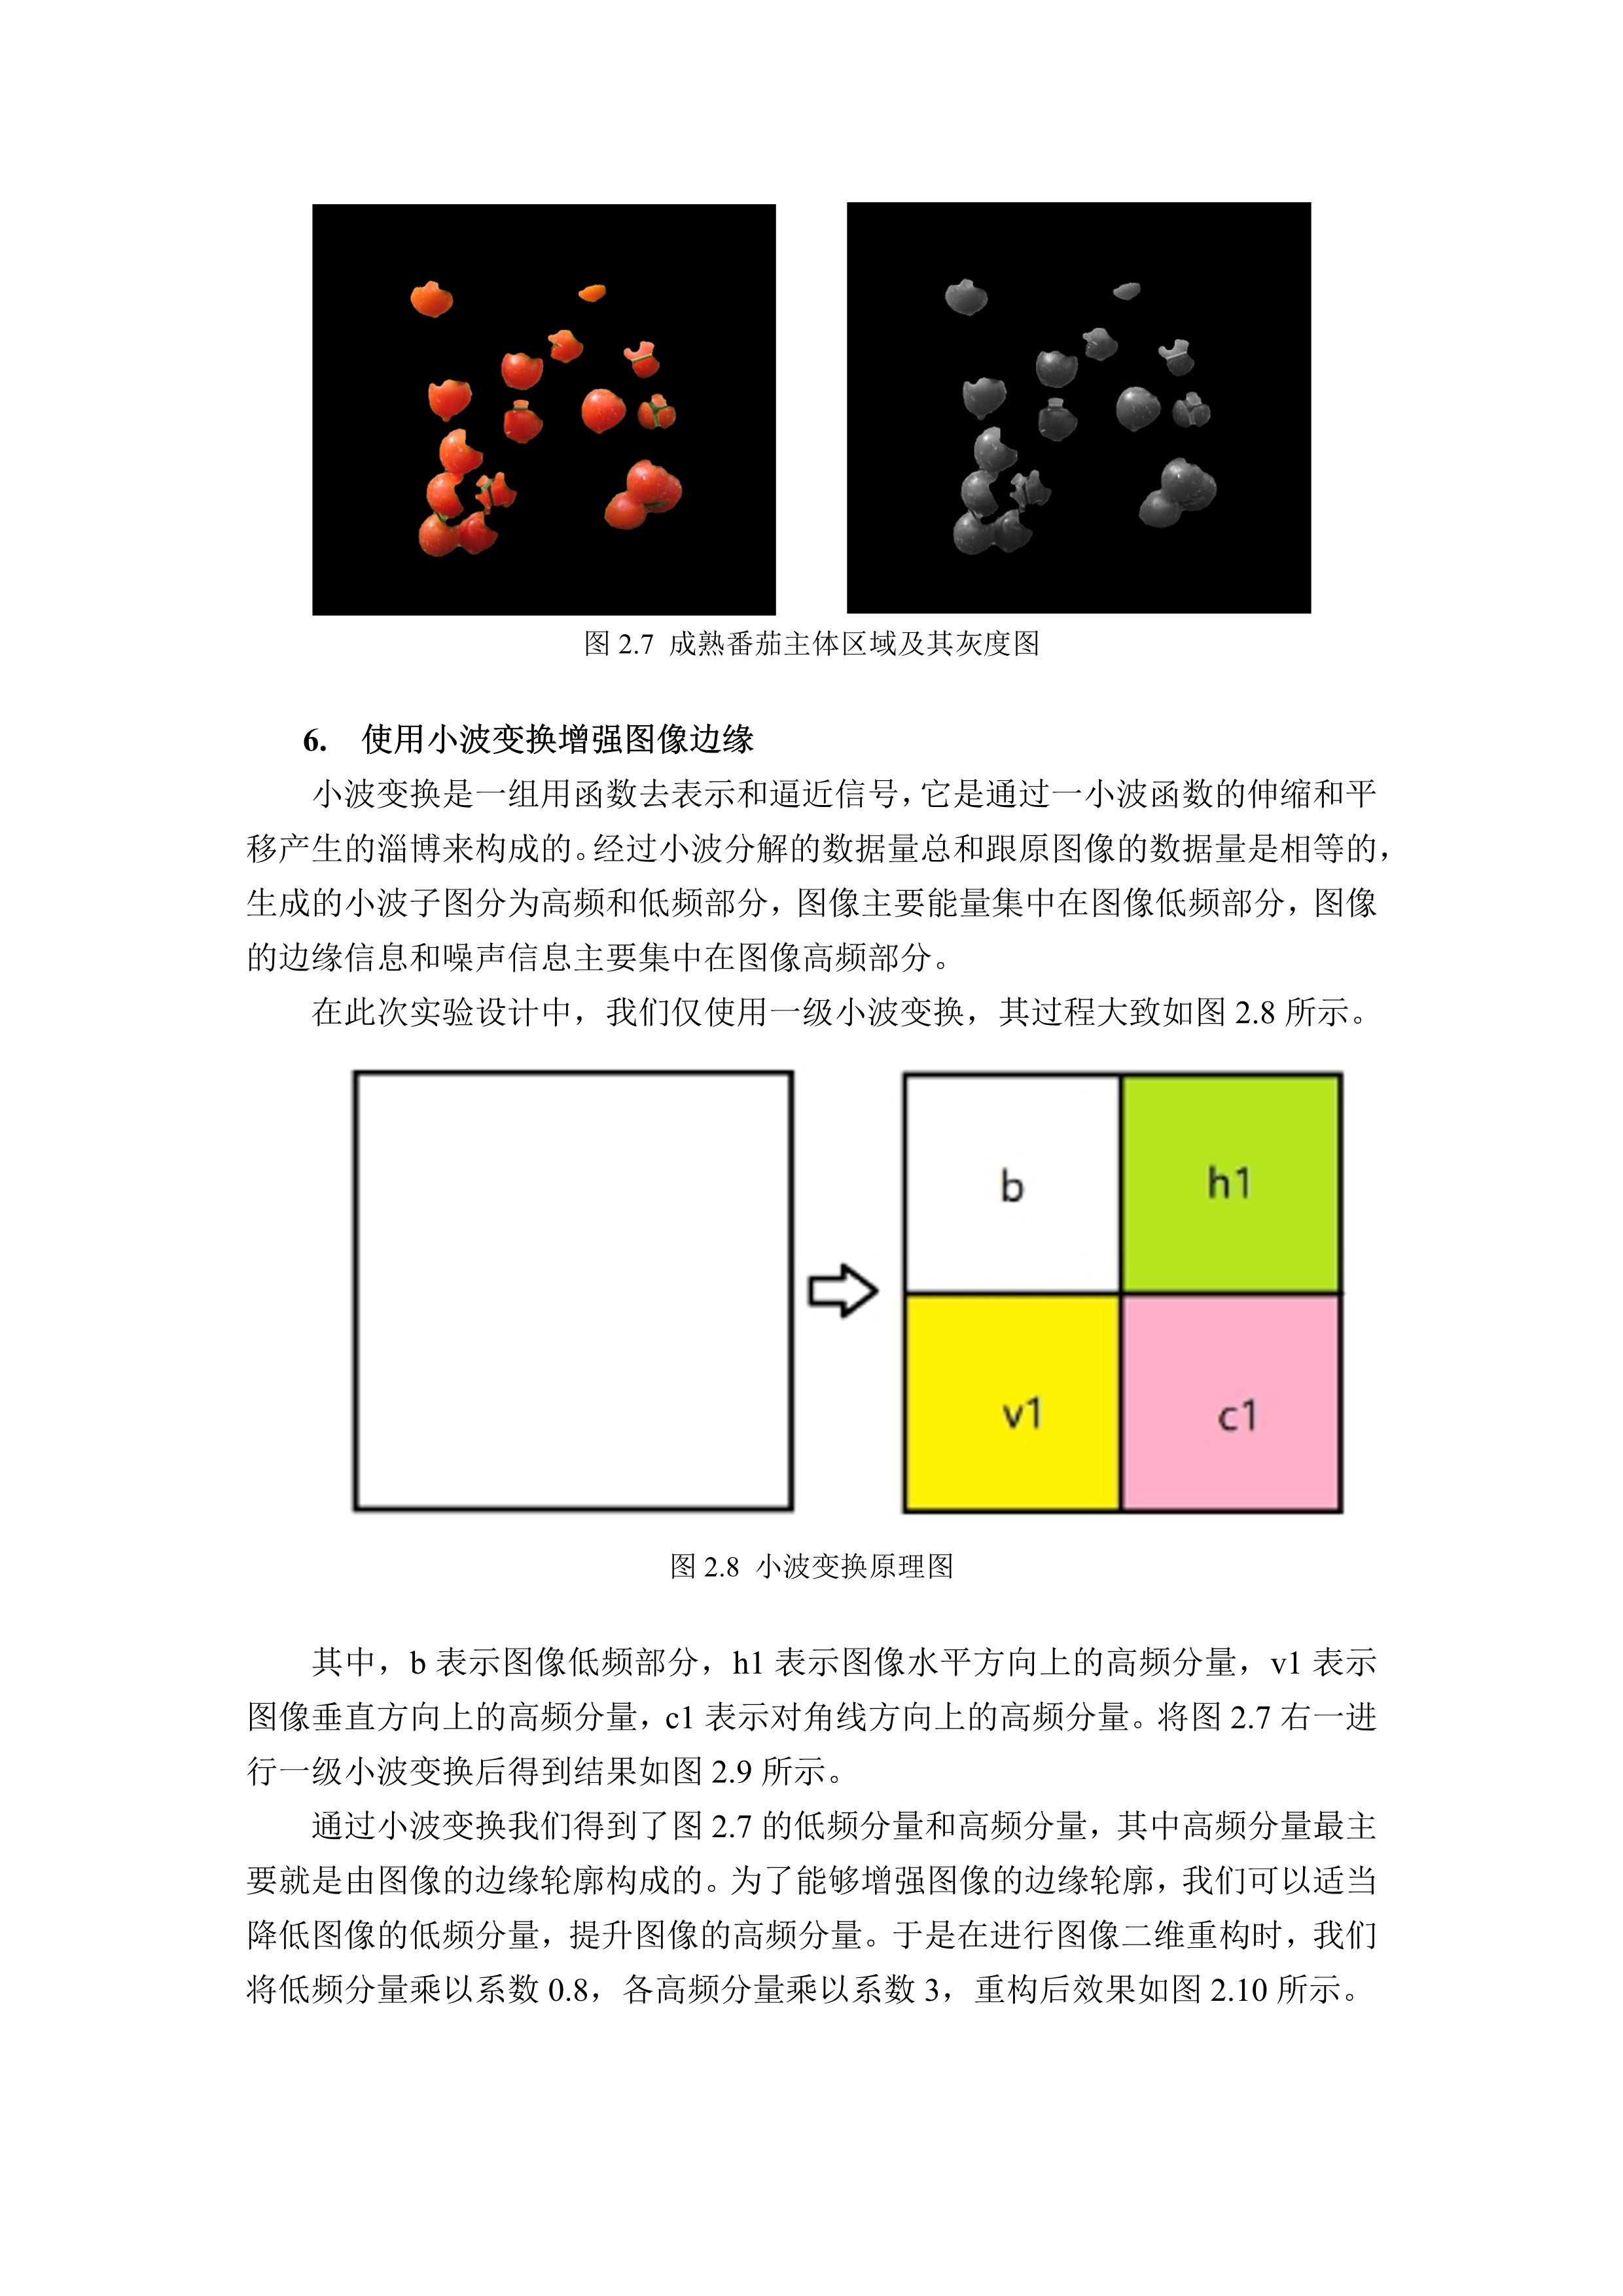 图 2.7 成熟番茄主体区域及其灰度图
6. 使用小波变换增强图像边缘
小波变换是一组用函数去表示和逼近信号，它是通过一小波函数的伸缩和平
移产生的淄博来构成的。经过小波分解的数据量总和跟原图像的数据量是相等的，
生成的小波子图分为高频和低频部分，图像主要能量集中在图像低频部分，图像
的边缘信息和噪声信息主要集中在图像高频部分。
在此次实验设计中，我们仅使用一级小波变换，其过程大致如图 2.8 所示。
b
h1
v1
c1
图 2.8 小波变换原理图
其中，b 表示图像低频部分，h1 表示图像水平方向上的高频分量，v1 表示
图像垂直方向上的高频分量，c1 表示对角线方向上的高频分量。将图 2.7 右一进
行一级小波变换后得到结果如图 2.9 所示。
通过小波变换我们得到了图 2.7 的低频分量和高频分量，其中高频分量最主
要就是由图像的边缘轮廓构成的。为了能够增强图像的边缘轮廓，我们可以适当
降低图像的低频分量，提升图像的高频分量。于是在进行图像二维重构时，我们
将低频分量乘以系数 0.8，各高频分量乘以系数 3，重构后效果如图 2.10 所示。